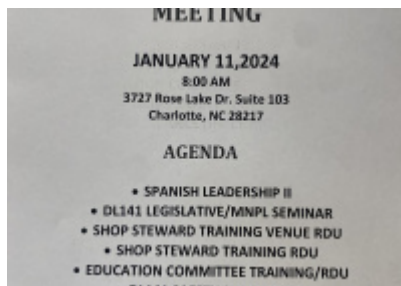 MEETING
JANUARY 11,2024
8:00 AM
3727 Rose Lake Dr. Suite 103
Charlotte, NC 28217
AGENDA
• SPANISH LEADERSHIP II
• DL141 LEGISLATIVE/MNPL SEMINAR
• SHOP STEWARD TRAINING VENUE RDU
• SHOP STEWARD TRAINING RDU
• EDUCATION COMMITTEE TRAINING/RDU